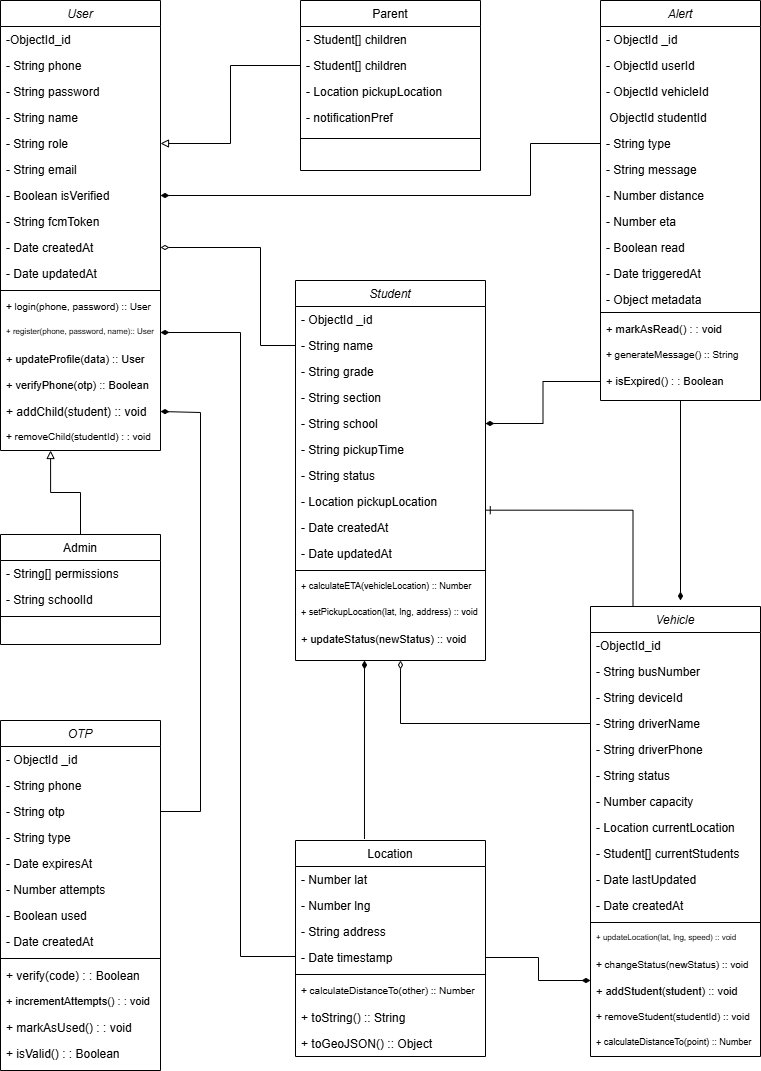 User
-ObjectId_id
- String phone
- String password
- String name
- String role
- String email
- Boolean isVerified
- String fcmToken
- Date createdAt
- Date updatedAt
+ login(phone, password) :: User
+ register(phone, password, name):: User
+ updateProfile(data) :: User
+ verifyPhone(otp) :: Boolean
+ addChild(student) : : void
+ removeChild(studentId) : : void
Parent
- Student[] children
- Student[] children
- Location pickupLocation
- notificationPref
Alert
- ObjectId _id
- ObjectId userId
- ObjectId vehicleId
ObjectId studentId
- String type
- String message
- Number distance
- Number eta
- Boolean read
- Date triggeredAt
- Object metadata
+ markAsRead() : : void
+ generateMessage() :: String
+ isExpired() : : Boolean
Student
- ObjectId _id
- String name
- String grade
- String section
- String school
- String pickupTime
- String status
- Location pickupLocation
- Date createdAt
- Date updatedAt
+ calculateETA(vehicleLocation) :: Number
+ setPickupLocation(lat, lng, address) :: void
+ updateStatus(newStatus) :: void
Admin
- String[] permissions
- String schoolId
OTP
- ObjectId _id
- String phone
- String otp
- String type
- Date expiresAt
- Number attempts
- Boolean used
- Date createdAt
+ verify(code) : : Boolean
+ incrementAttempts() : : void
+ markAsUsed() : : void
+ isValid() : : Boolean
Location
- Number lat
- Number lng
- String address
- Date timestamp
+ calculateDistanceTo(other) :: Number
+ toString() :: String
+ toGeoJSON() :: Object
Vehicle
-ObjectId_id
- String busNumber
- String deviceId
- String driverName
- String driverPhone
- String status
- Number capacity
- Location currentLocation
- Student[] currentStudents
- Date lastUpdated
- Date createdAt
+ updateLocation(lat, lng, speed) :: void
+ changeStatus(newStatus) :: void
+ addStudent(student) :: void
+ removeStudent(studentId) :: void
+ calculateDistanceTo(point) :: Number